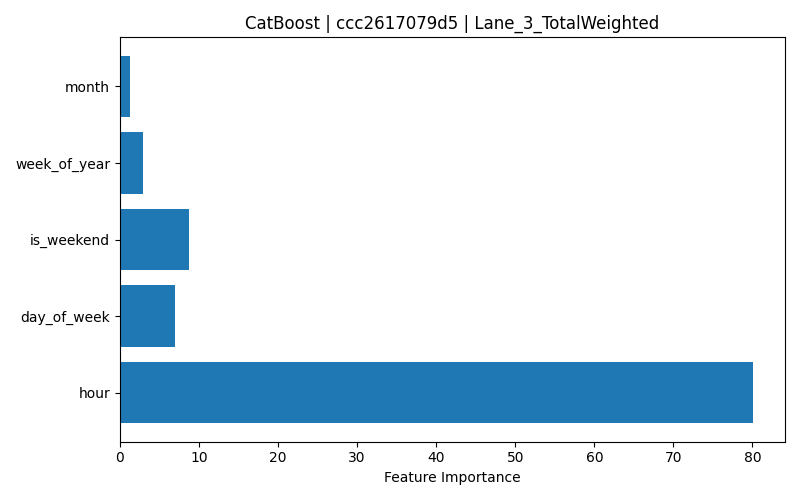 CatBoost | ccc2617079d5 | Lane_3_TotalWeighted
month
week_of_year
is_weekend
day_of_week
hour
0 10 20 30 40 50 60 70 80
Feature Importance